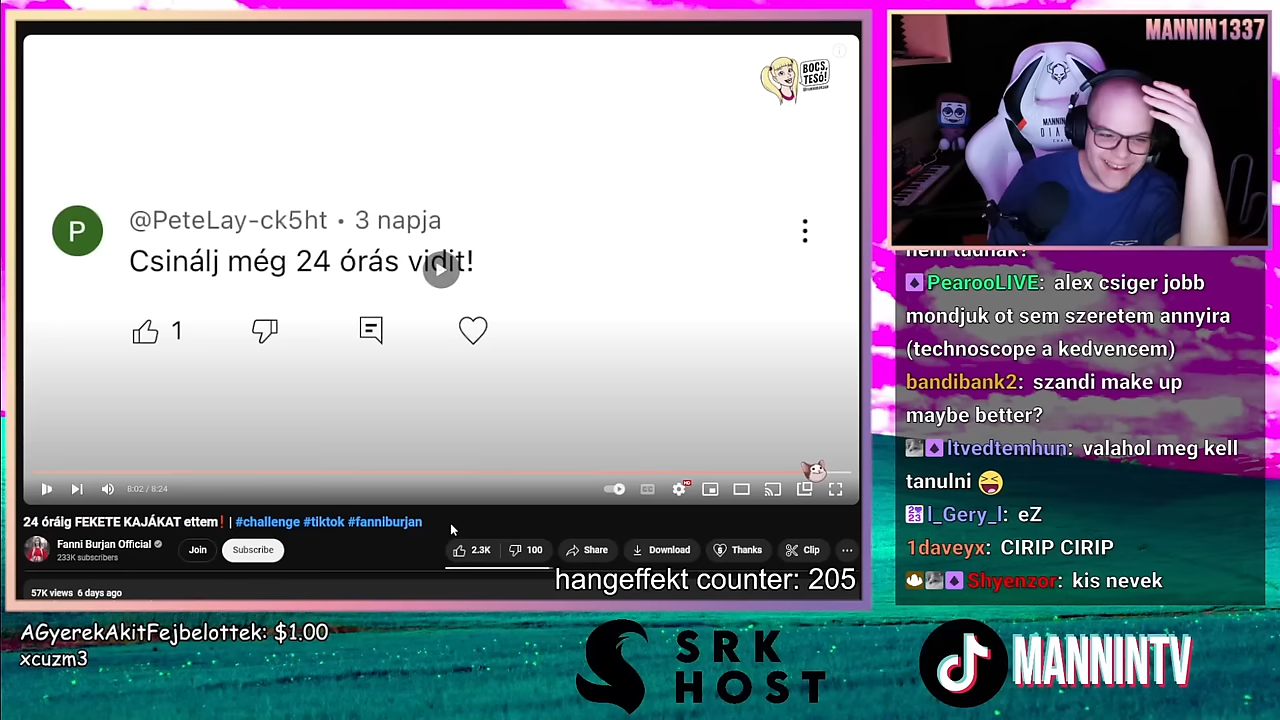 BOCS,
TESÓ!
@PeteLay-ck5ht • 3 napja
P
Csinálj még 24 órás vidit!
1
8:02 / 8:24
HD
24 óráig FEKETE KAJÁKAT ettem❗ | #challenge #tiktok #fanniburjan
Fanni Burjan Official
233K subscribers
Join
Subscribe
2.3K
100
Share
Download
Thanks
Clip
57K views 6 days ago
hangeffekt counter: 205
MANNIN1337
nem tudnak?
PearooLIVE: alex csiger jobb
mondjuk ot sem szeretem annyira
(technoscope a kedvencem)
bandibank2: szandi make up
maybe better?
Itvedtemhun: valahol meg kell
tanulni 😆
l_Gery_l: eZ
1daveyx: CIRIP CIRIP
Shyenzor: kis nevek
AGyerekAkitFejbelottek: $1.00
xcuzm3
SRK
HOST
MANNINTV